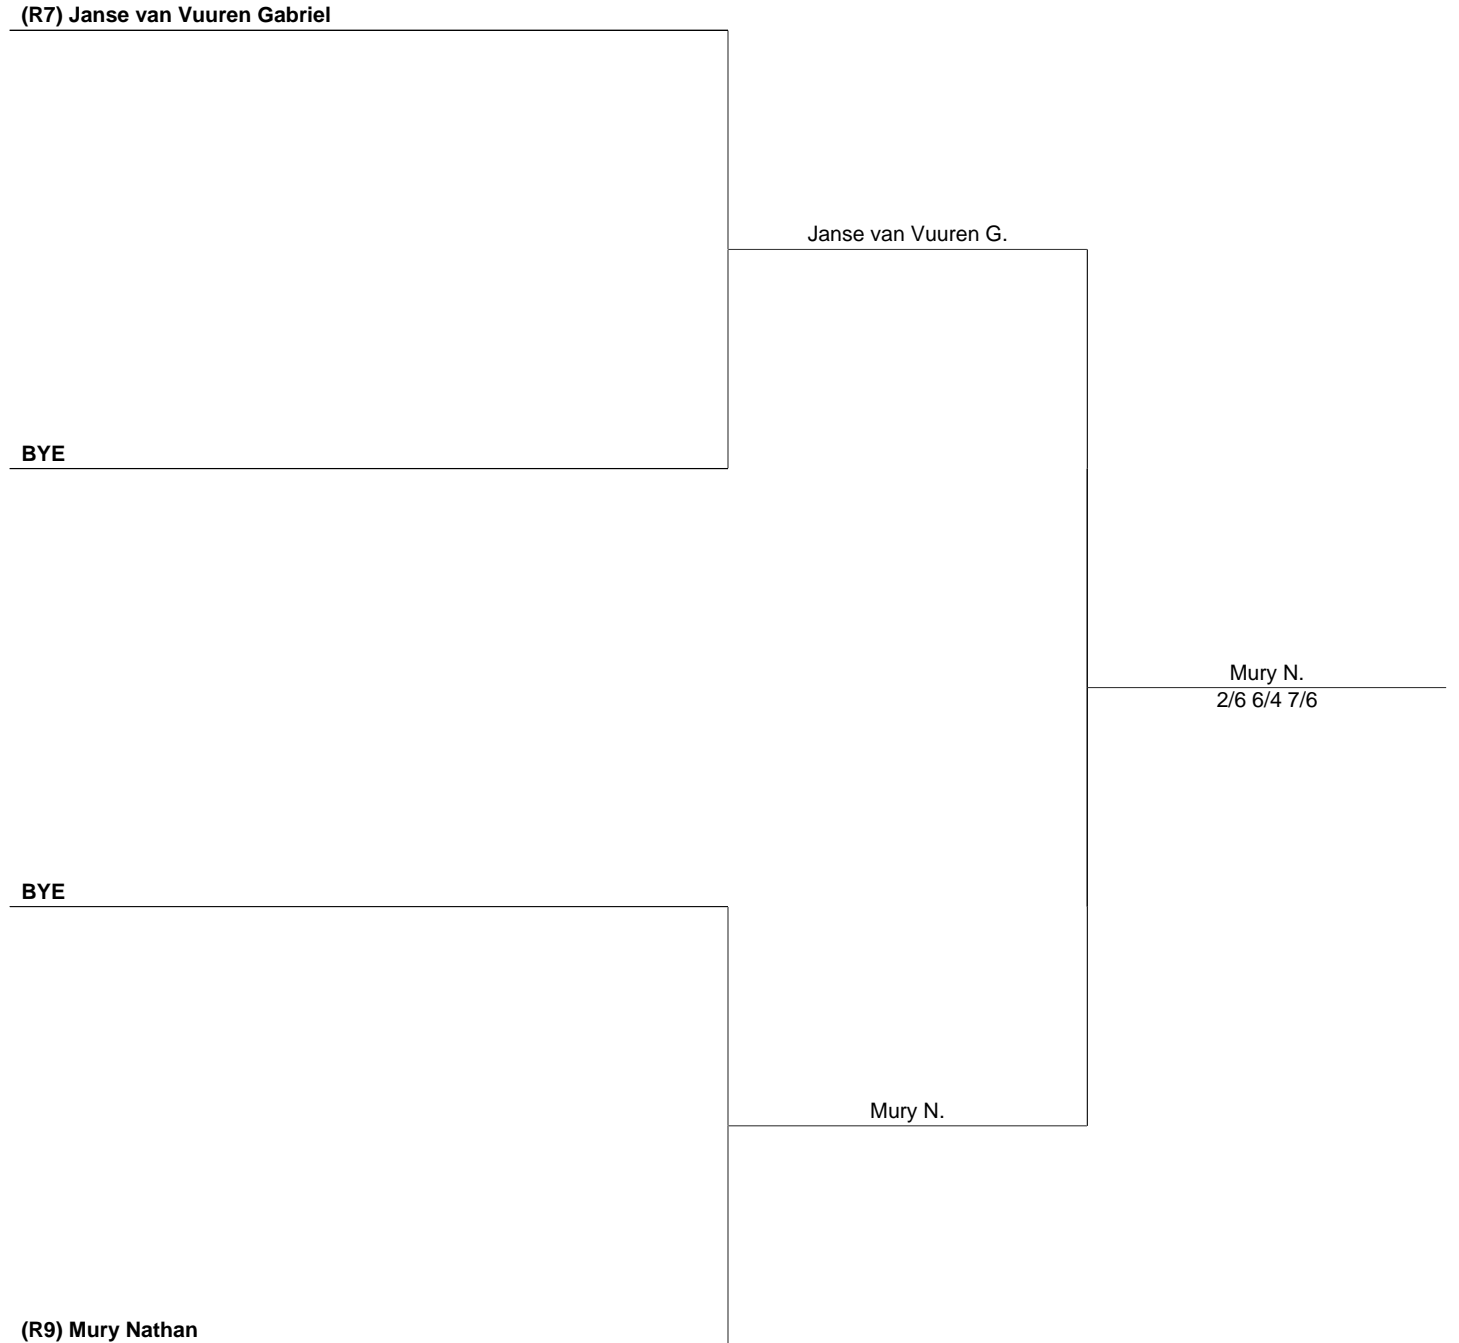 (R7) Janse van Vuuren Gabriel
Janse van Vuuren G.
BYE
Mury N.
2/6 6/4 7/6
BYE
Mury N.
(R9) Mury Nathan